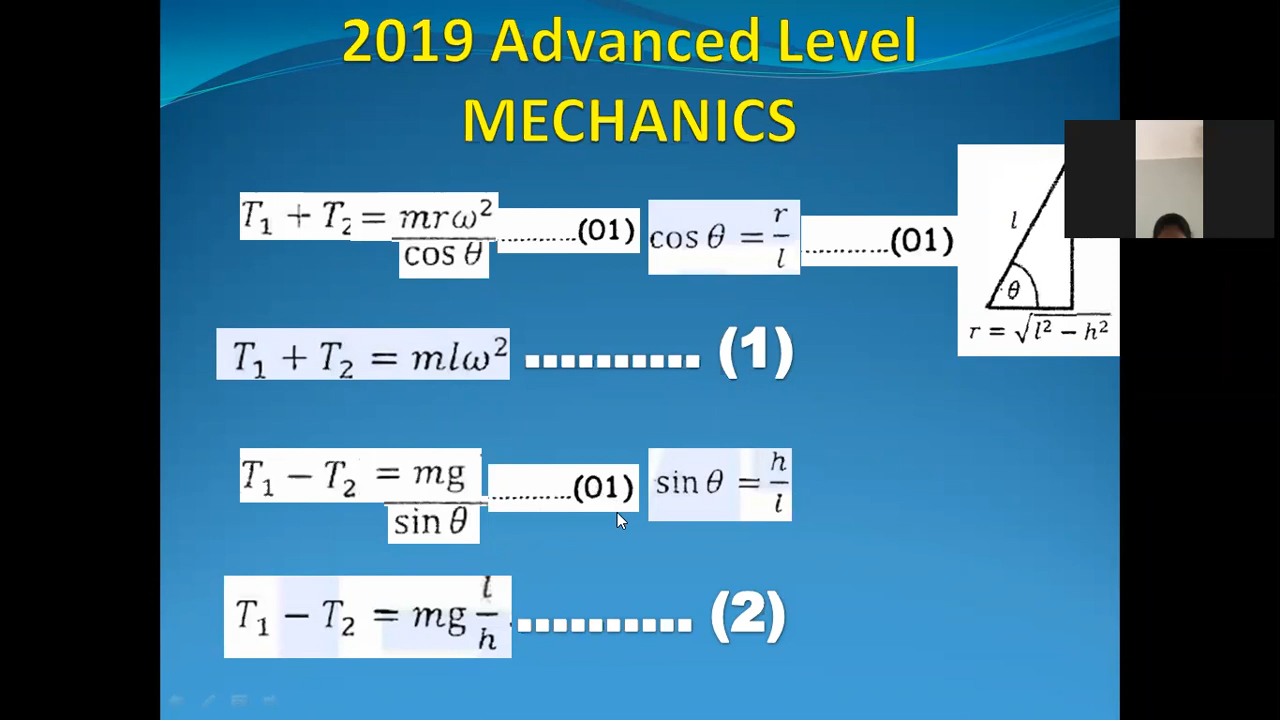 2019 Advanced Level
MECHANICS
T₁ + T₂ = mrω² / cos θ ..........(01) cos θ = r / l ..........(01)
l
θ
r = √(l² − h²)
T₁ + T₂ = mlω² .......... (1)
T₁ − T₂ = mg / sin θ ..........(01) sin θ = h / l
T₁ − T₂ = mg l / h .......... (2)